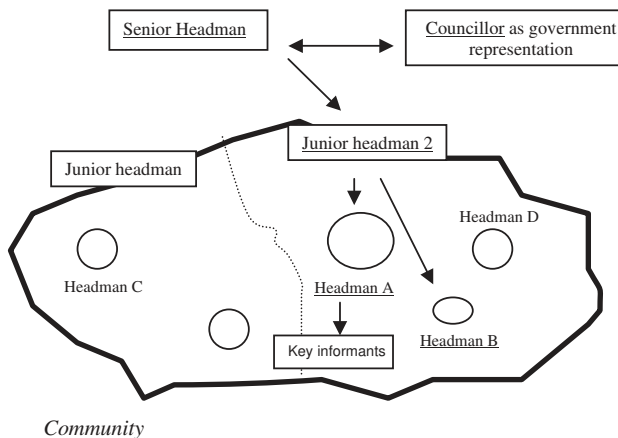 Senior Headman
Councillor as government
representation
Junior headman 2
Junior headman
Headman D
Headman C
Headman A
Headman B
Key informants
Community